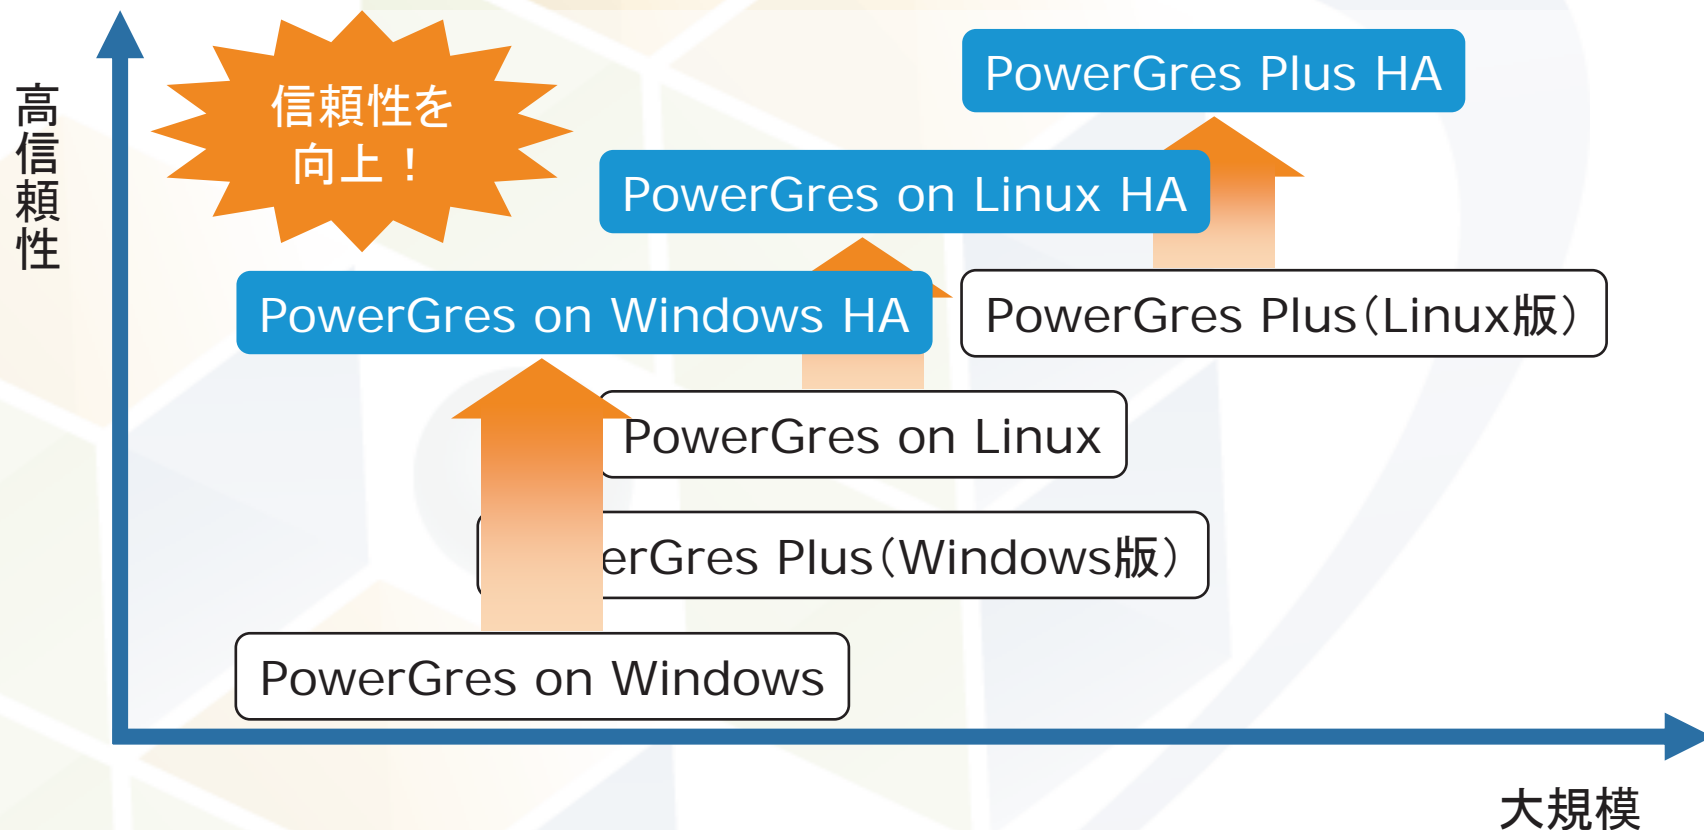 高信頼性
信頼性を
向上！
PowerGres Plus HA
PowerGres on Linux HA
PowerGres on Windows HA
PowerGres Plus（Linux版）
PowerGres on Linux
erGres Plus（Windows版）
PowerGres on Windows
大規模